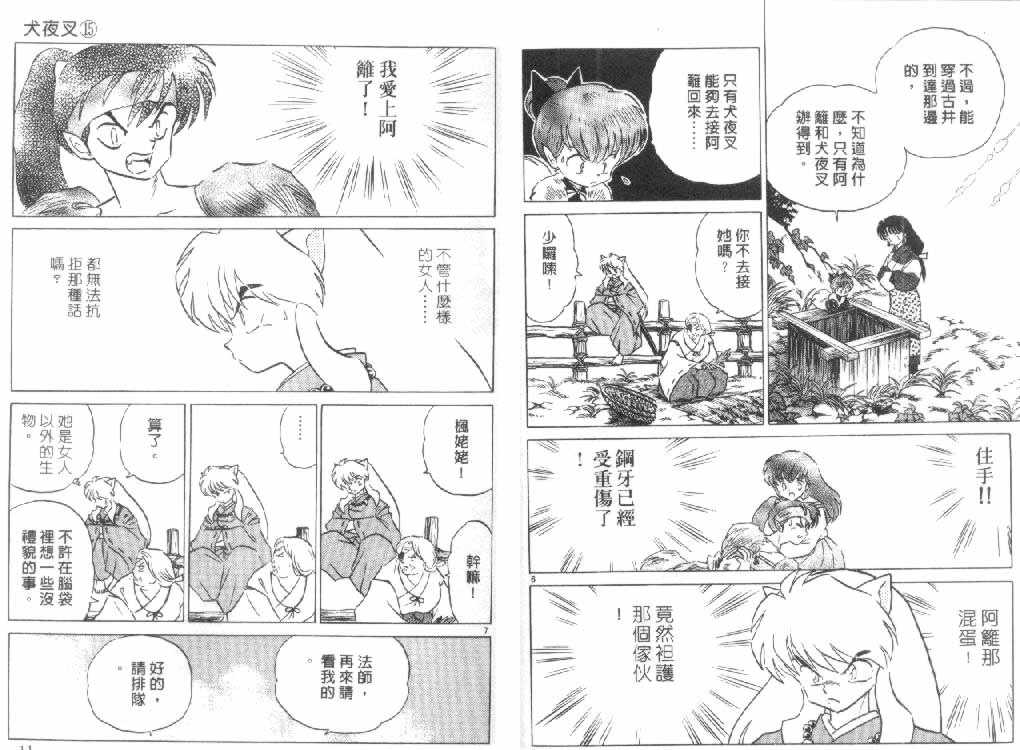 不過，能
穿過古井
到達那邊
的，
不知道為什
麼，只有阿
籬和犬夜叉
辦得到。
只有犬夜叉
能夠去接阿
籬回來…
你不去接
她嗎？
少囉嗦！
住手!!
鋼牙已經
受重傷了
！
6
阿籬那
混蛋！
竟然袒護
那個傢伙
！
犬夜叉⑮
我愛上阿
籬了！
不管什麼樣
的女人……
都無法抗
拒那種話
嗎？
楓姥姥！
幹嘛！
……
算了。
她是女人
以外的生
物。
不許在腦袋
裡想一些沒
禮貌的事。
7
法師，
再來請
看我的
。
好的，
請排隊
。